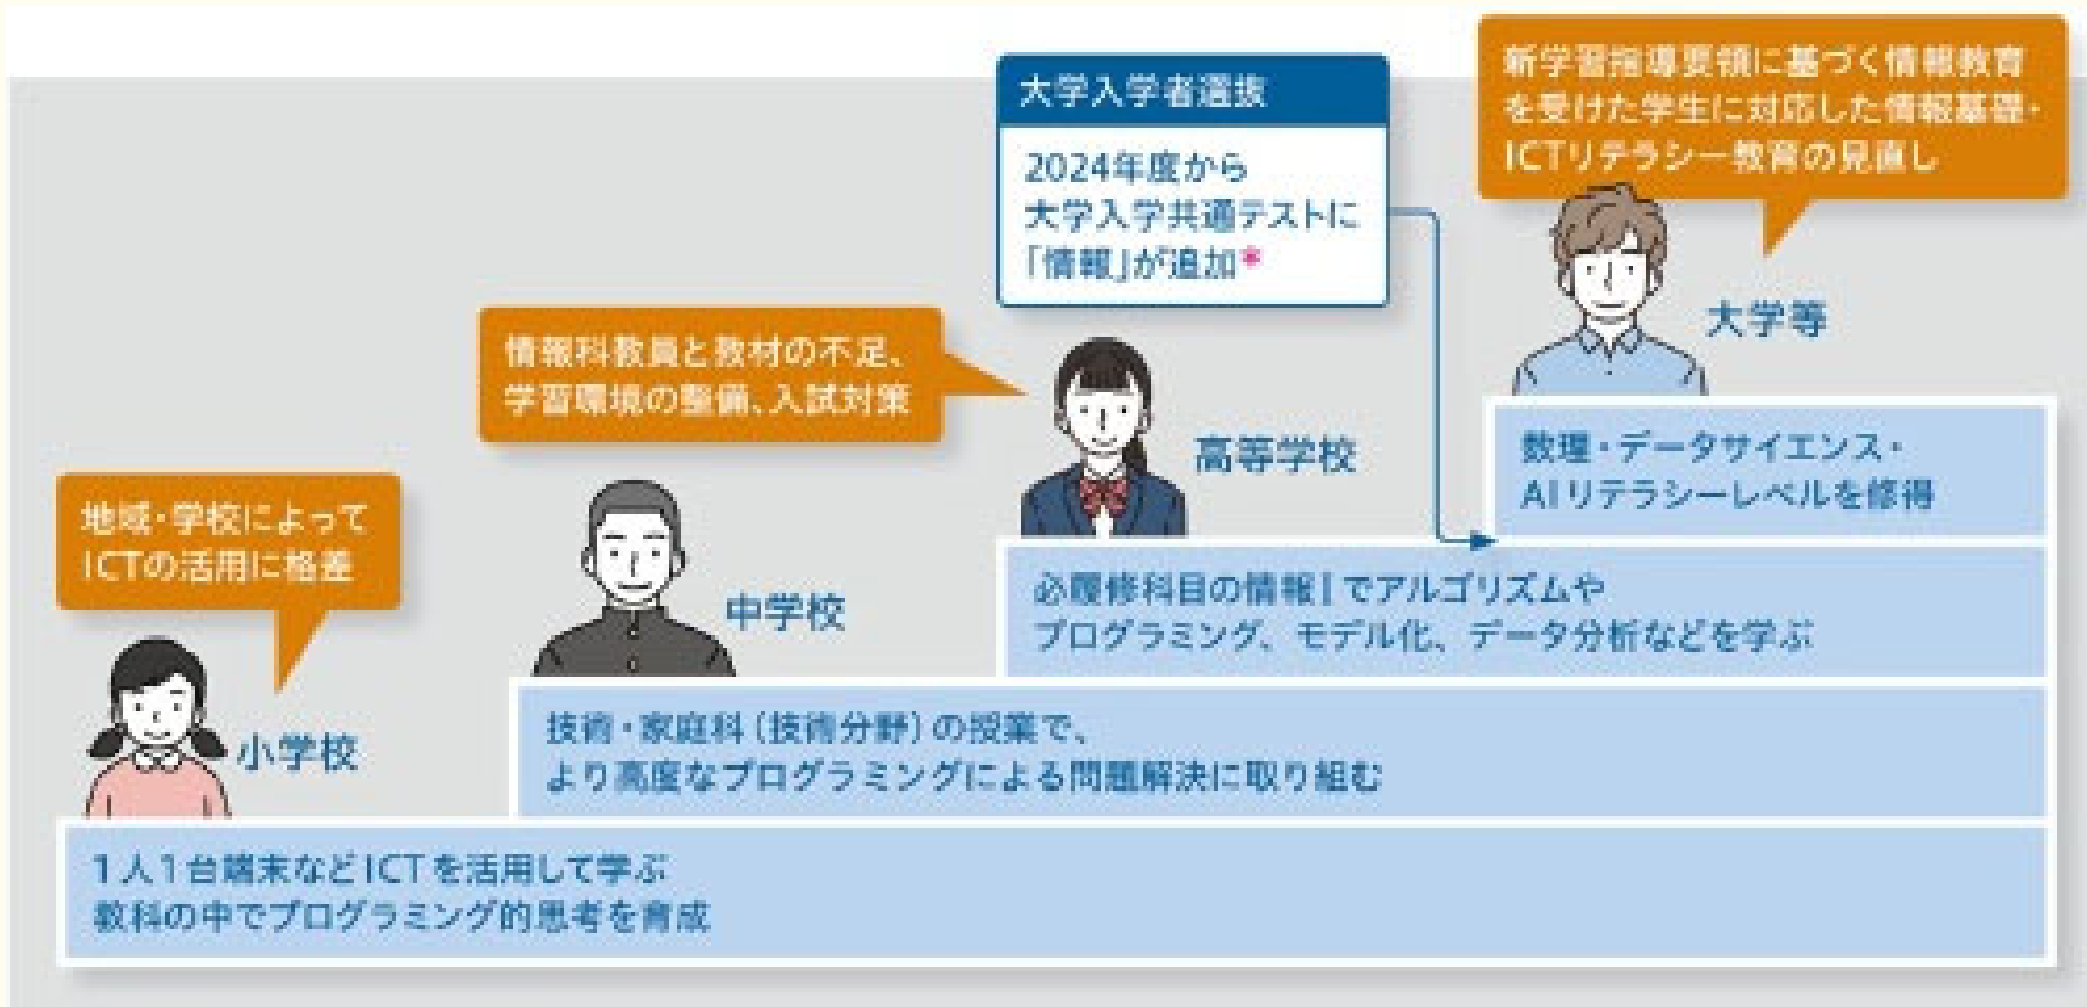 新学習指導要領に基づく情報教育
を受けた学生に対応した情報基礎・
ICTリテラシー教育の見直し
大学入学者選抜
2024年度から
大学入学共通テストに
「情報」が追加*
大学等
情報科教員と教材の不足、
学習環境の整備、入試対策
高等学校
数理・データサイエンス・
AIリテラシーレベルを修得
地域・学校によって
ICTの活用に格差
中学校
必履修科目の情報Ⅰでアルゴリズムや
プログラミング、モデル化、データ分析などを学ぶ
小学校
技術・家庭科(技術分野)の授業で、
より高度なプログラミングによる問題解決に取り組む
1人1台端末などICTを活用して学ぶ
教科の中でプログラミング的思考を育成